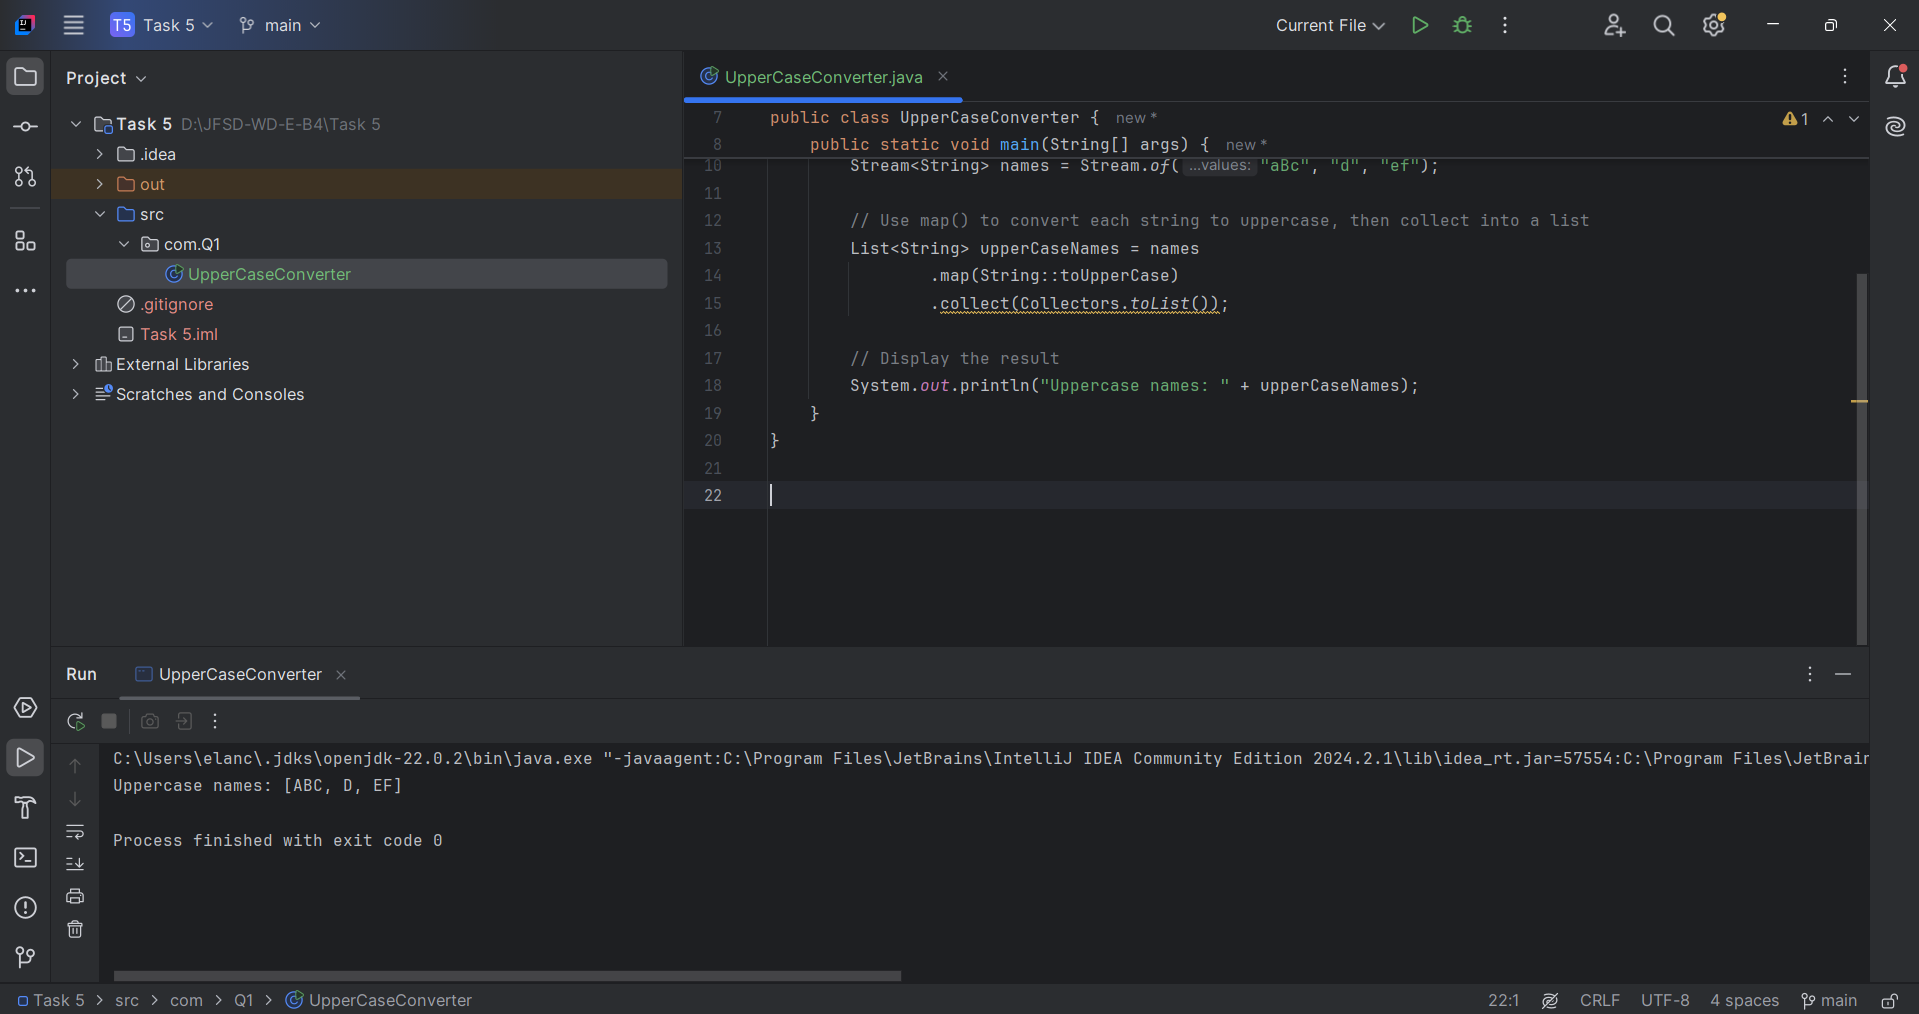 T5 Task 5 main Current File
Project
UpperCaseConverter.java
Task 5 D:\JFSD-WD-E-B4\Task 5
.idea
out
src
com.Q1
UpperCaseConverter
.gitignore
Task 5.iml
External Libraries
Scratches and Consoles
7 public class UpperCaseConverter { new *
1
8 public static void main(String[] args) { new *
10 Stream<String> names = Stream.of( ...values: "aBc", "d", "ef");
11
12 // Use map() to convert each string to uppercase, then collect into a list
13 List<String> upperCaseNames = names
14 .map(String::toUpperCase)
15 .collect(Collectors.toList());
16
17 // Display the result
18 System.out.println("Uppercase names: " + upperCaseNames);
19 }
20 }
21
22
Run UpperCaseConverter
C:\Users\elanc\.jdks\openjdk-22.0.2\bin\java.exe "-javaagent:C:\Program Files\JetBrains\IntelliJ IDEA Community Edition 2024.2.1\lib\idea_rt.jar=57554:C:\Program Files\JetBrain
Uppercase names: [ABC, D, EF]
Process finished with exit code 0
Task 5 > src > com > Q1 > UpperCaseConverter 22:1 CRLF UTF-8 4 spaces main